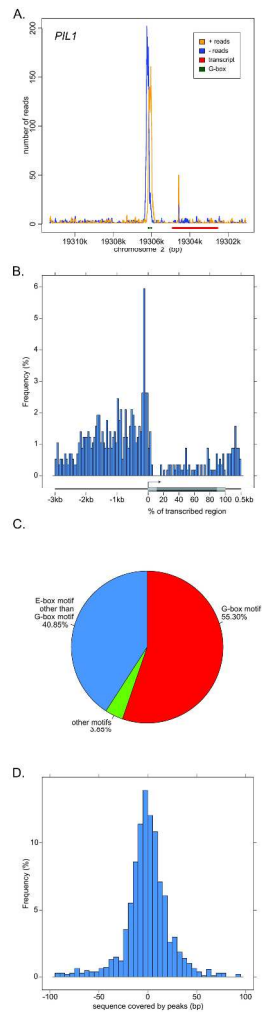 A.
PIL1
+ reads
- reads
transcript
G-box
number of reads
200
150
100
50
0
19310k 19308k 19306k 19304k 19302k
chromosome 2 (bp)
B.
Frequency (%)
6
5
4
3
2
1
0
-3kb -2kb -1kb 0 20 40 60 80 100 0.5kb
% of transcribed region
C.
E-box motif
other than
G-box motif
40.85%
G-box motif
55.30%
other motifs
3.85%
D.
Frequency (%)
10
5
0
-100 -50 0 50 100
sequence covered by peaks (bp)